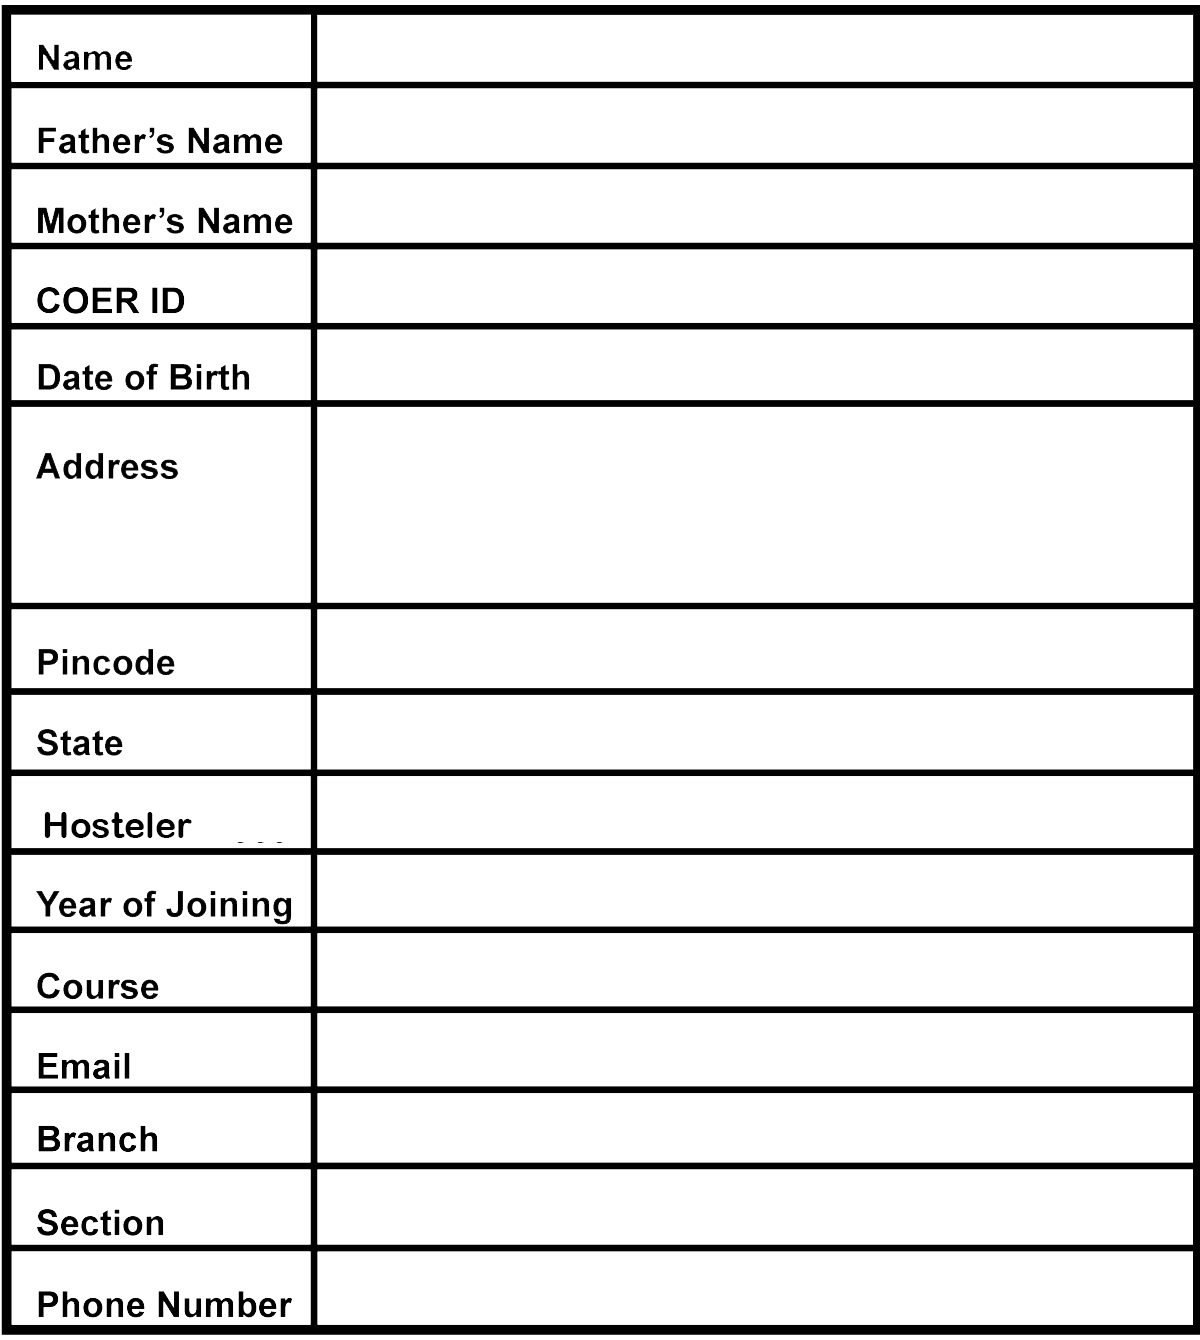 Name
Father’s Name
Mother’s Name
COER ID
Date of Birth
Address
Pincode
State
Hosteler
Year of Joining
Course
Email
Branch
Section
Phone Number